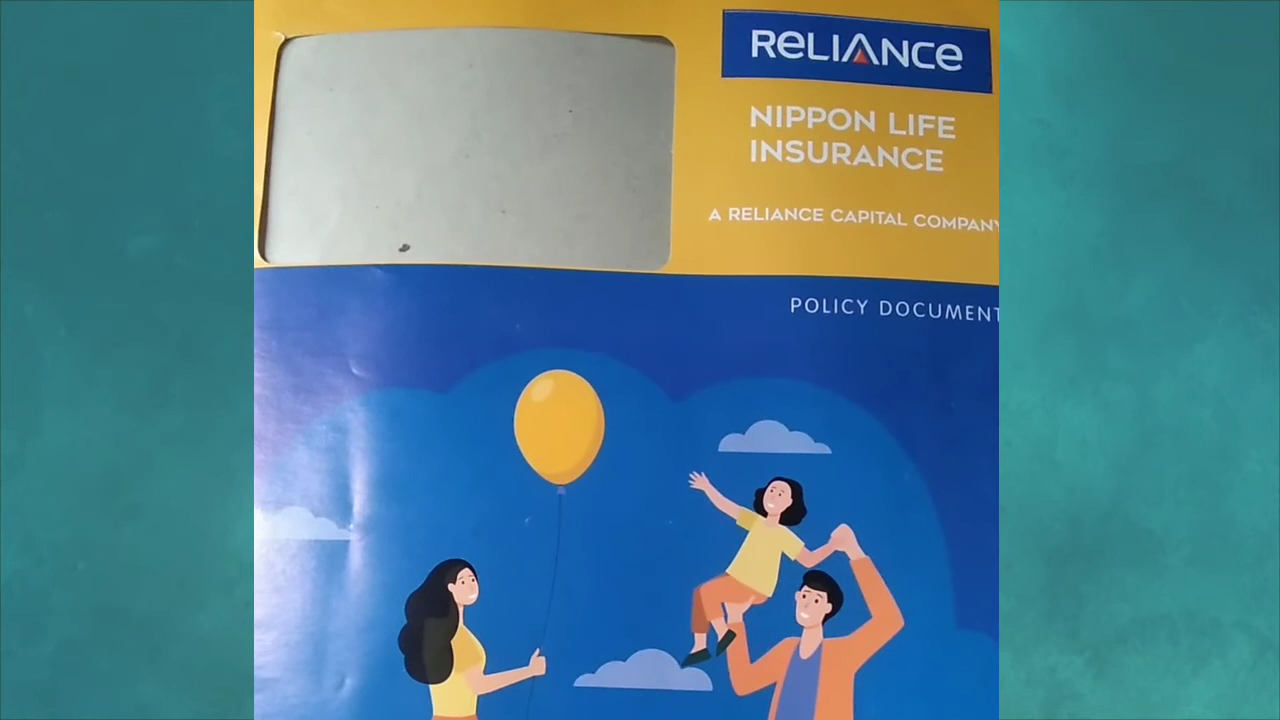 RELIANCE
NIPPON LIFE
INSURANCE
A RELIANCE CAPITAL COMPANY
POLICY DOCUMENT